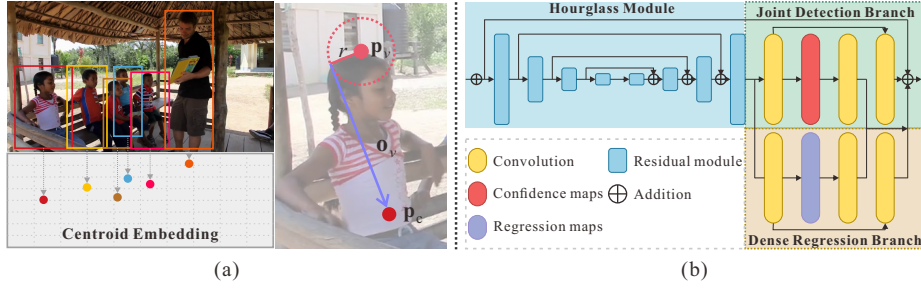 Centroid Embedding
r
p_v
o_v
p_c
(a)
Hourglass Module
Joint Detection Branch
Convolution
Residual module
Confidence maps
Addition
Regression maps
Dense Regression Branch
(b)